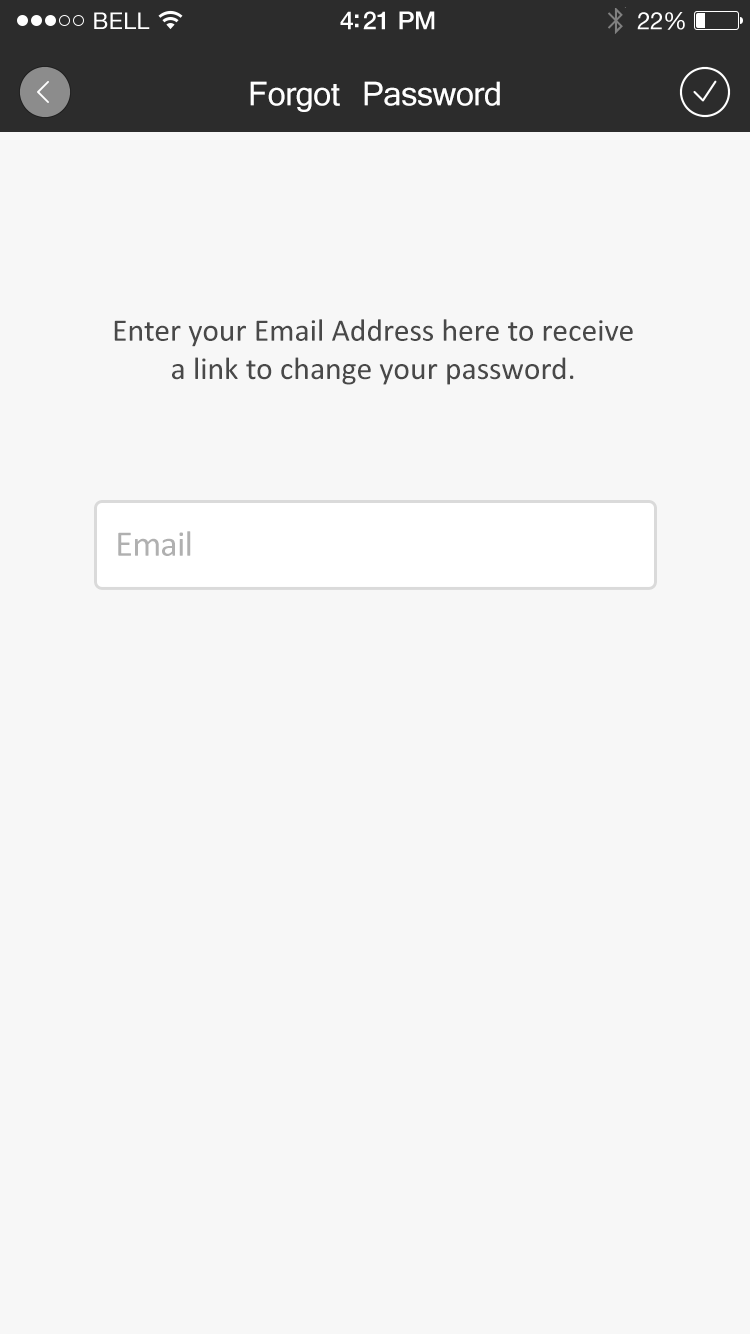 BELL 4:21 PM 22%
Forgot Password
Enter your Email Address here to receive
a link to change your password.
Email